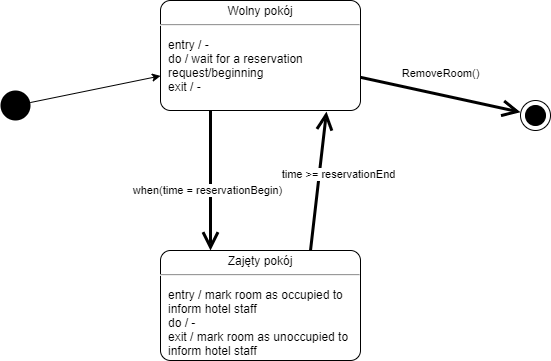 Wolny pokój
entry / -
do / wait for a reservation
request/beginning
exit / -
RemoveRoom()
time >= reservationEnd
when(time = reservationBegin)
Zajęty pokój
entry / mark room as occupied to
inform hotel staff
do / -
exit / mark room as unoccupied to
inform hotel staff